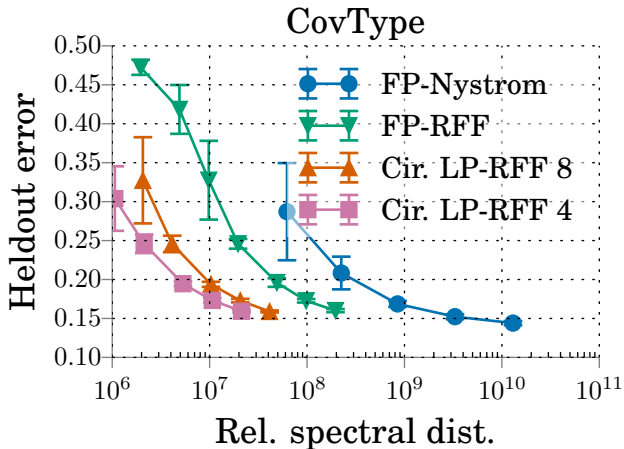 CovType
Heldout error
0.50
0.45
0.40
0.35
0.30
0.25
0.20
0.15
0.10
FP-Nystrom
FP-RFF
Cir. LP-RFF 8
Cir. LP-RFF 4
10^6 10^7 10^8 10^9 10^10 10^11
Rel. spectral dist.